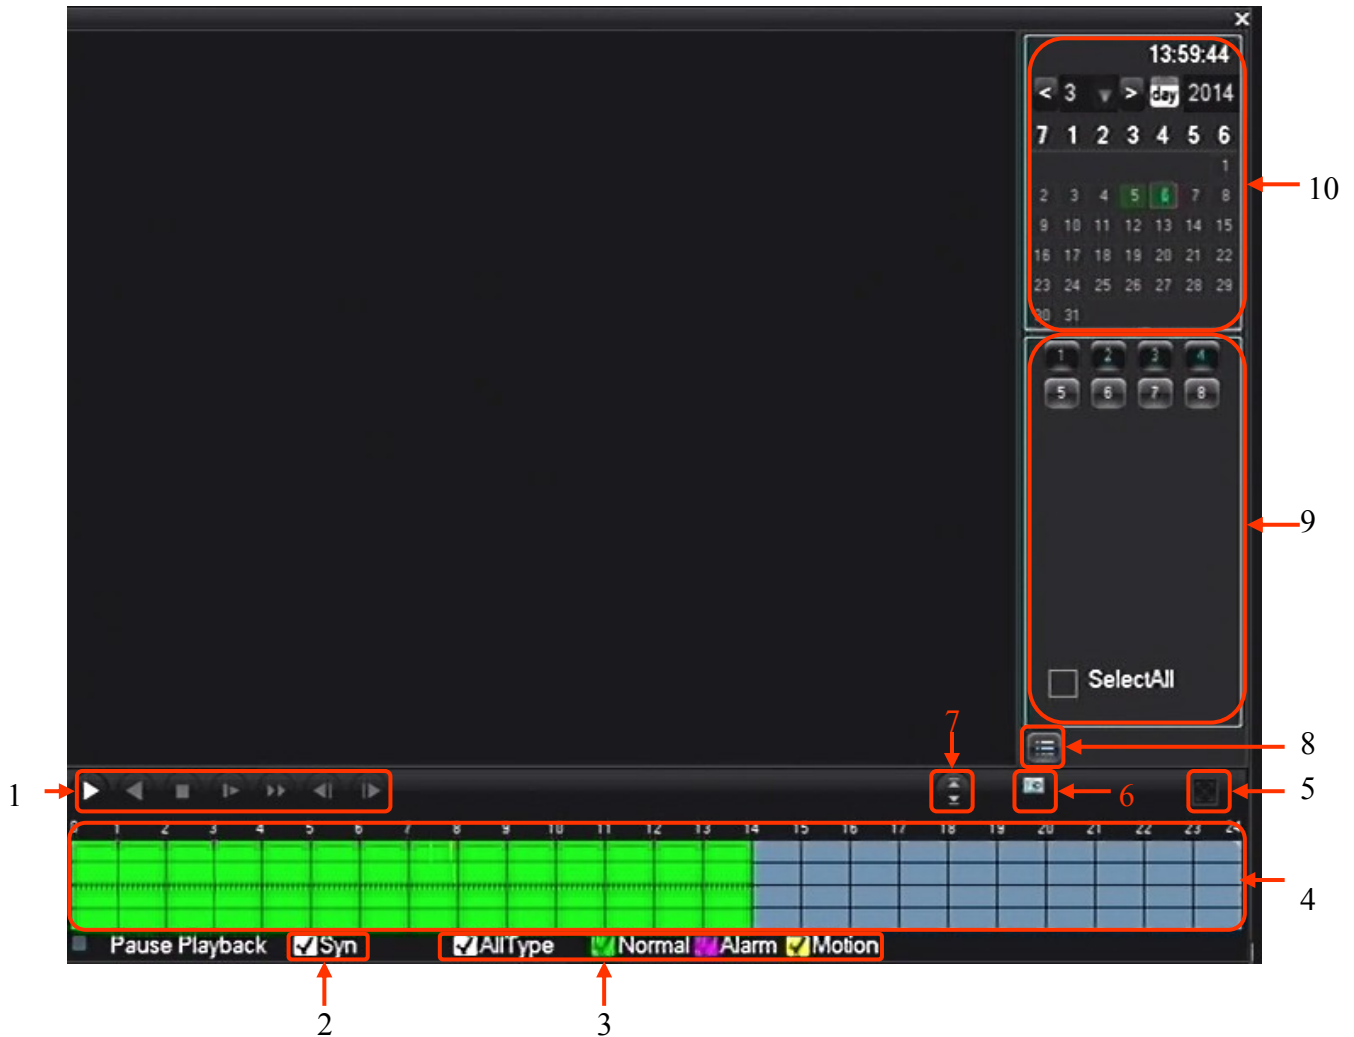 13:59:44
< 3 > day 2014
7 1 2 3 4 5 6
1
2 3 4 5 6 7 8
9 10 11 12 13 14 15
16 17 18 19 20 21 22
23 24 25 26 27 28 29
30 31
10
1 2 3 4
5 6 7 8
9
SelectAll
7
8
1
6
5
0 1 2 3 4 5 6 7 8 9 10 11 12 13 14 15 16 17 18 19 20 21 22 23 24
4
Pause Playback Syn AllType Normal Alarm Motion
2 3